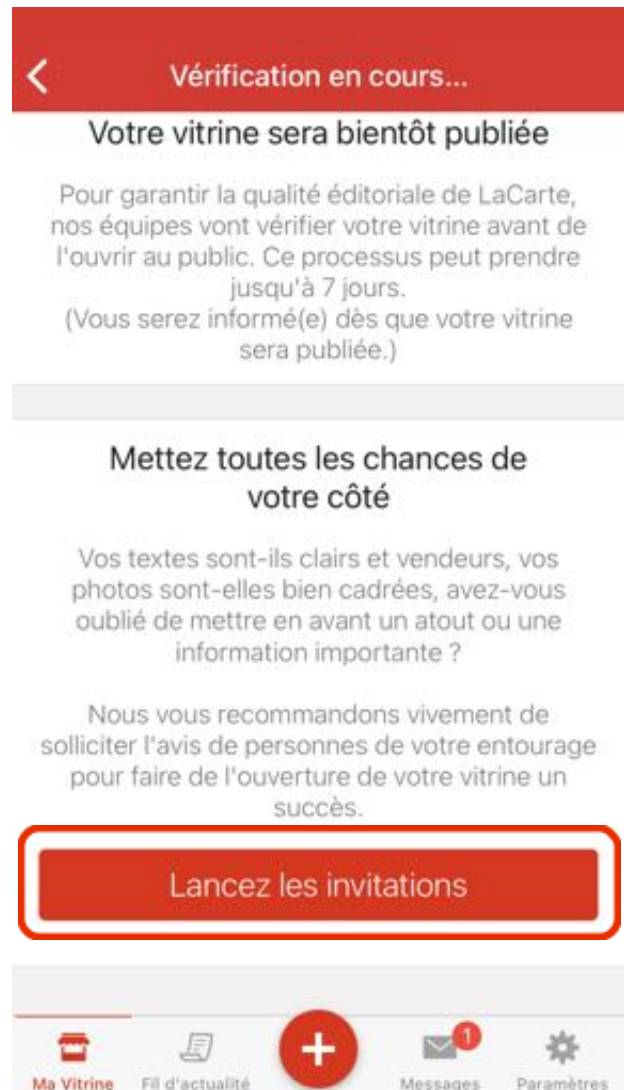 Vérification en cours...
Votre vitrine sera bientôt publiée
Pour garantir la qualité éditoriale de LaCarte,
nos équipes vont vérifier votre vitrine avant de
l'ouvrir au public. Ce processus peut prendre
jusqu'à 7 jours.
(Vous serez informé(e) dès que votre vitrine
sera publiée.)
Mettez toutes les chances de
votre côté
Vos textes sont-ils clairs et vendeurs, vos
photos sont-elles bien cadrées, avez-vous
oublié de mettre en avant un atout ou une
information importante ?
Nous vous recommandons vivement de
solliciter l'avis de personnes de votre entourage
pour faire de l'ouverture de votre vitrine un
succès.
Lancez les invitations
1
Ma Vitrine Fil d'actualité Messages Paramètres